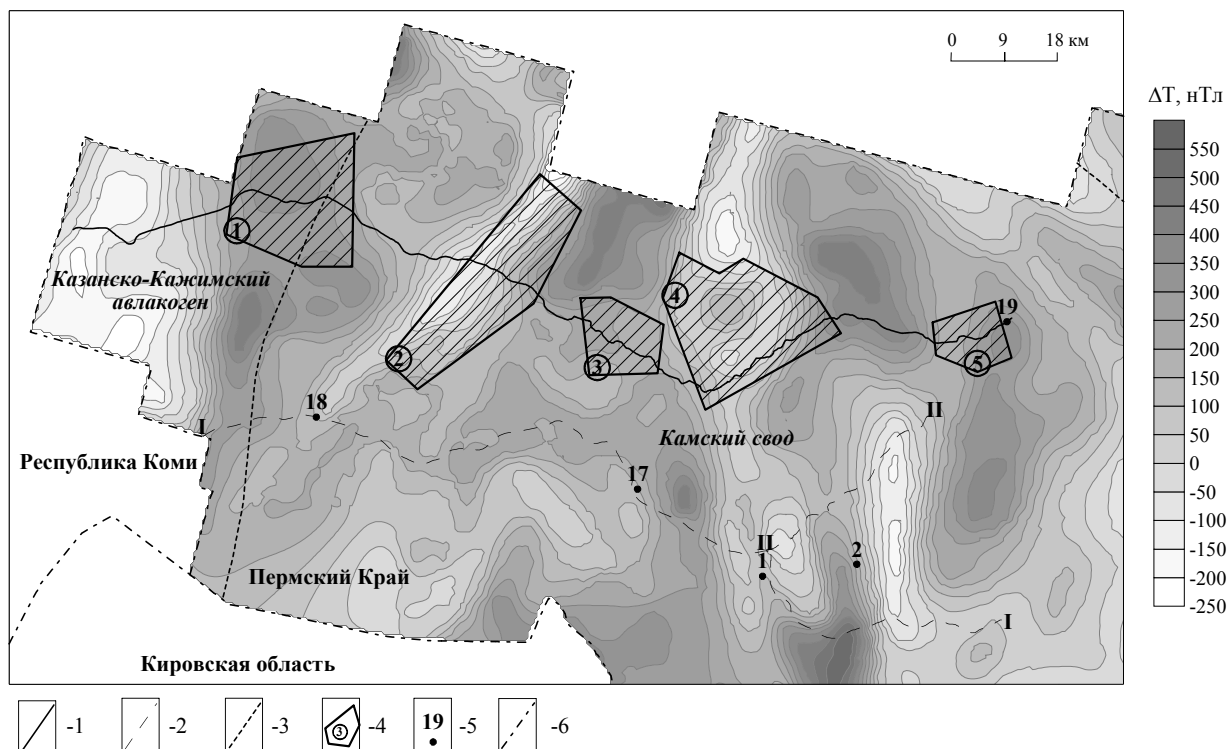 0 9 18 км
ΔТ, нТл
550
500
450
400
350
300
250
200
150
100
50
0
-50
-100
-150
-200
-250
1
Казанско-Кажимский
авлакоген
2
3
4
19
5
18
I
II
Камский свод
Республика Коми
17
II
1
2
Пермский Край
I
Кировская область
-1
-2
-3
3 -4
19 -5
-6